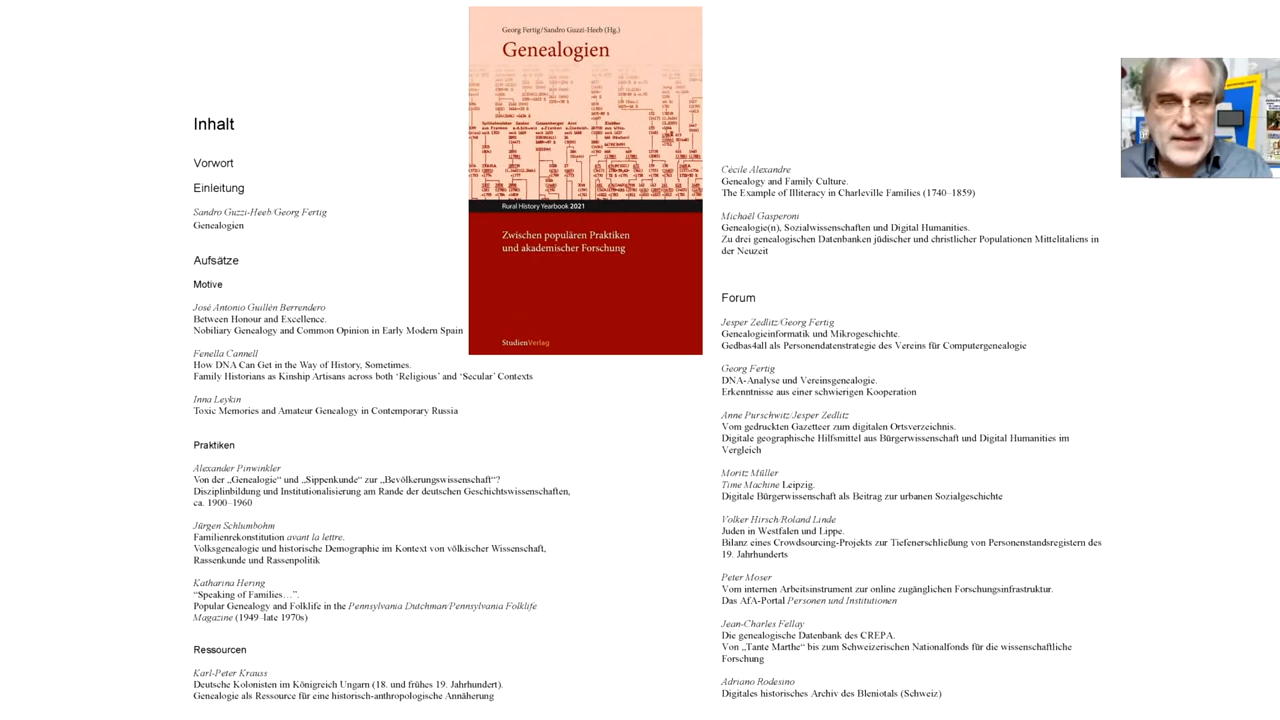 Inhalt
Vorwort
Einleitung
Sandro Guzzi-Heeb/Georg Fertig
Genealogien
Aufsätze
Motive
José Antonio Guillén Berrendero
Between Honour and Excellence.
Nobiliary Genealogy and Common Opinion in Early Modern Spain
Fenella Cannell
How DNA Can Get in the Way of History, Sometimes.
Family Historians as Kinship Artisans across both ‘Religious’ and ‘Secular’ Contexts
Inna Leykin
Toxic Memories and Amateur Genealogy in Contemporary Russia
Praktiken
Alexander Pinwinkler
Von der „Genealogie“ und „Sippenkunde“ zur „Bevölkerungswissenschaft“?
Disziplinbildung und Institutionalisierung am Rande der deutschen Geschichtswissenschaften,
ca. 1900–1960
Jürgen Schlumbohm
Familienrekonstitution avant la lettre.
Volksgenealogie und historische Demographie im Kontext von völkischer Wissenschaft,
Rassenkunde und Rassenpolitik
Katharina Hering
“Speaking of Families…”.
Popular Genealogy and Folklife in the Pennsylvania Dutchman/Pennsylvania Folklife
Magazine (1949–late 1970s)
Ressourcen
Karl-Peter Krauss
Deutsche Kolonisten im Königreich Ungarn (18. und frühes 19. Jahrhundert).
Genealogie als Ressource für eine historisch-anthropologische Annäherung
Georg Fertig/Sandro Guzzi-Heeb (Hg.)
Genealogien
Rural History Yearbook 2021
Zwischen populären Praktiken
und akademischer Forschung
StudienVerlag
Cécile Alexandre
Genealogy and Family Culture.
The Example of Illiteracy in Charleville Families (1740–1859)
Michaël Gasperoni
Genealogie(n), Sozialwissenschaften und Digital Humanities.
Zu drei genealogischen Datenbanken jüdischer und christlicher Populationen Mittelitaliens in
der Neuzeit
Forum
Jesper Zedlitz/Georg Fertig
Genealogieinformatik und Mikrogeschichte.
Gedbas4all als Personendatenstrategie des Vereins für Computergenealogie
Georg Fertig
DNA-Analyse und Vereinsgenealogie.
Erkenntnisse aus einer schwierigen Kooperation
Anne Purschwitz/Jesper Zedlitz
Vom gedruckten Gazetteer zum digitalen Ortsverzeichnis.
Digitale geographische Hilfsmittel aus Bürgerwissenschaft und Digital Humanities im
Vergleich
Moritz Müller
Time Machine Leipzig.
Digitale Bürgerwissenschaft als Beitrag zur urbanen Sozialgeschichte
Volker Hirsch/Roland Linde
Juden in Westfalen und Lippe.
Bilanz eines Crowdsourcing-Projekts zur Tiefenerschließung von Personenstandsregistern des
19. Jahrhunderts
Peter Moser
Vom internen Arbeitsinstrument zur online zugänglichen Forschungsinfrastruktur.
Das AfA-Portal Personen und Institutionen
Jean-Charles Fellay
Die genealogische Datenbank des CREPA.
Von „Tante Marthe“ bis zum Schweizerischen Nationalfonds für die wissenschaftliche
Forschung
Adriano Rodesino
Digitales historisches Archiv des Bleniotals (Schweiz)